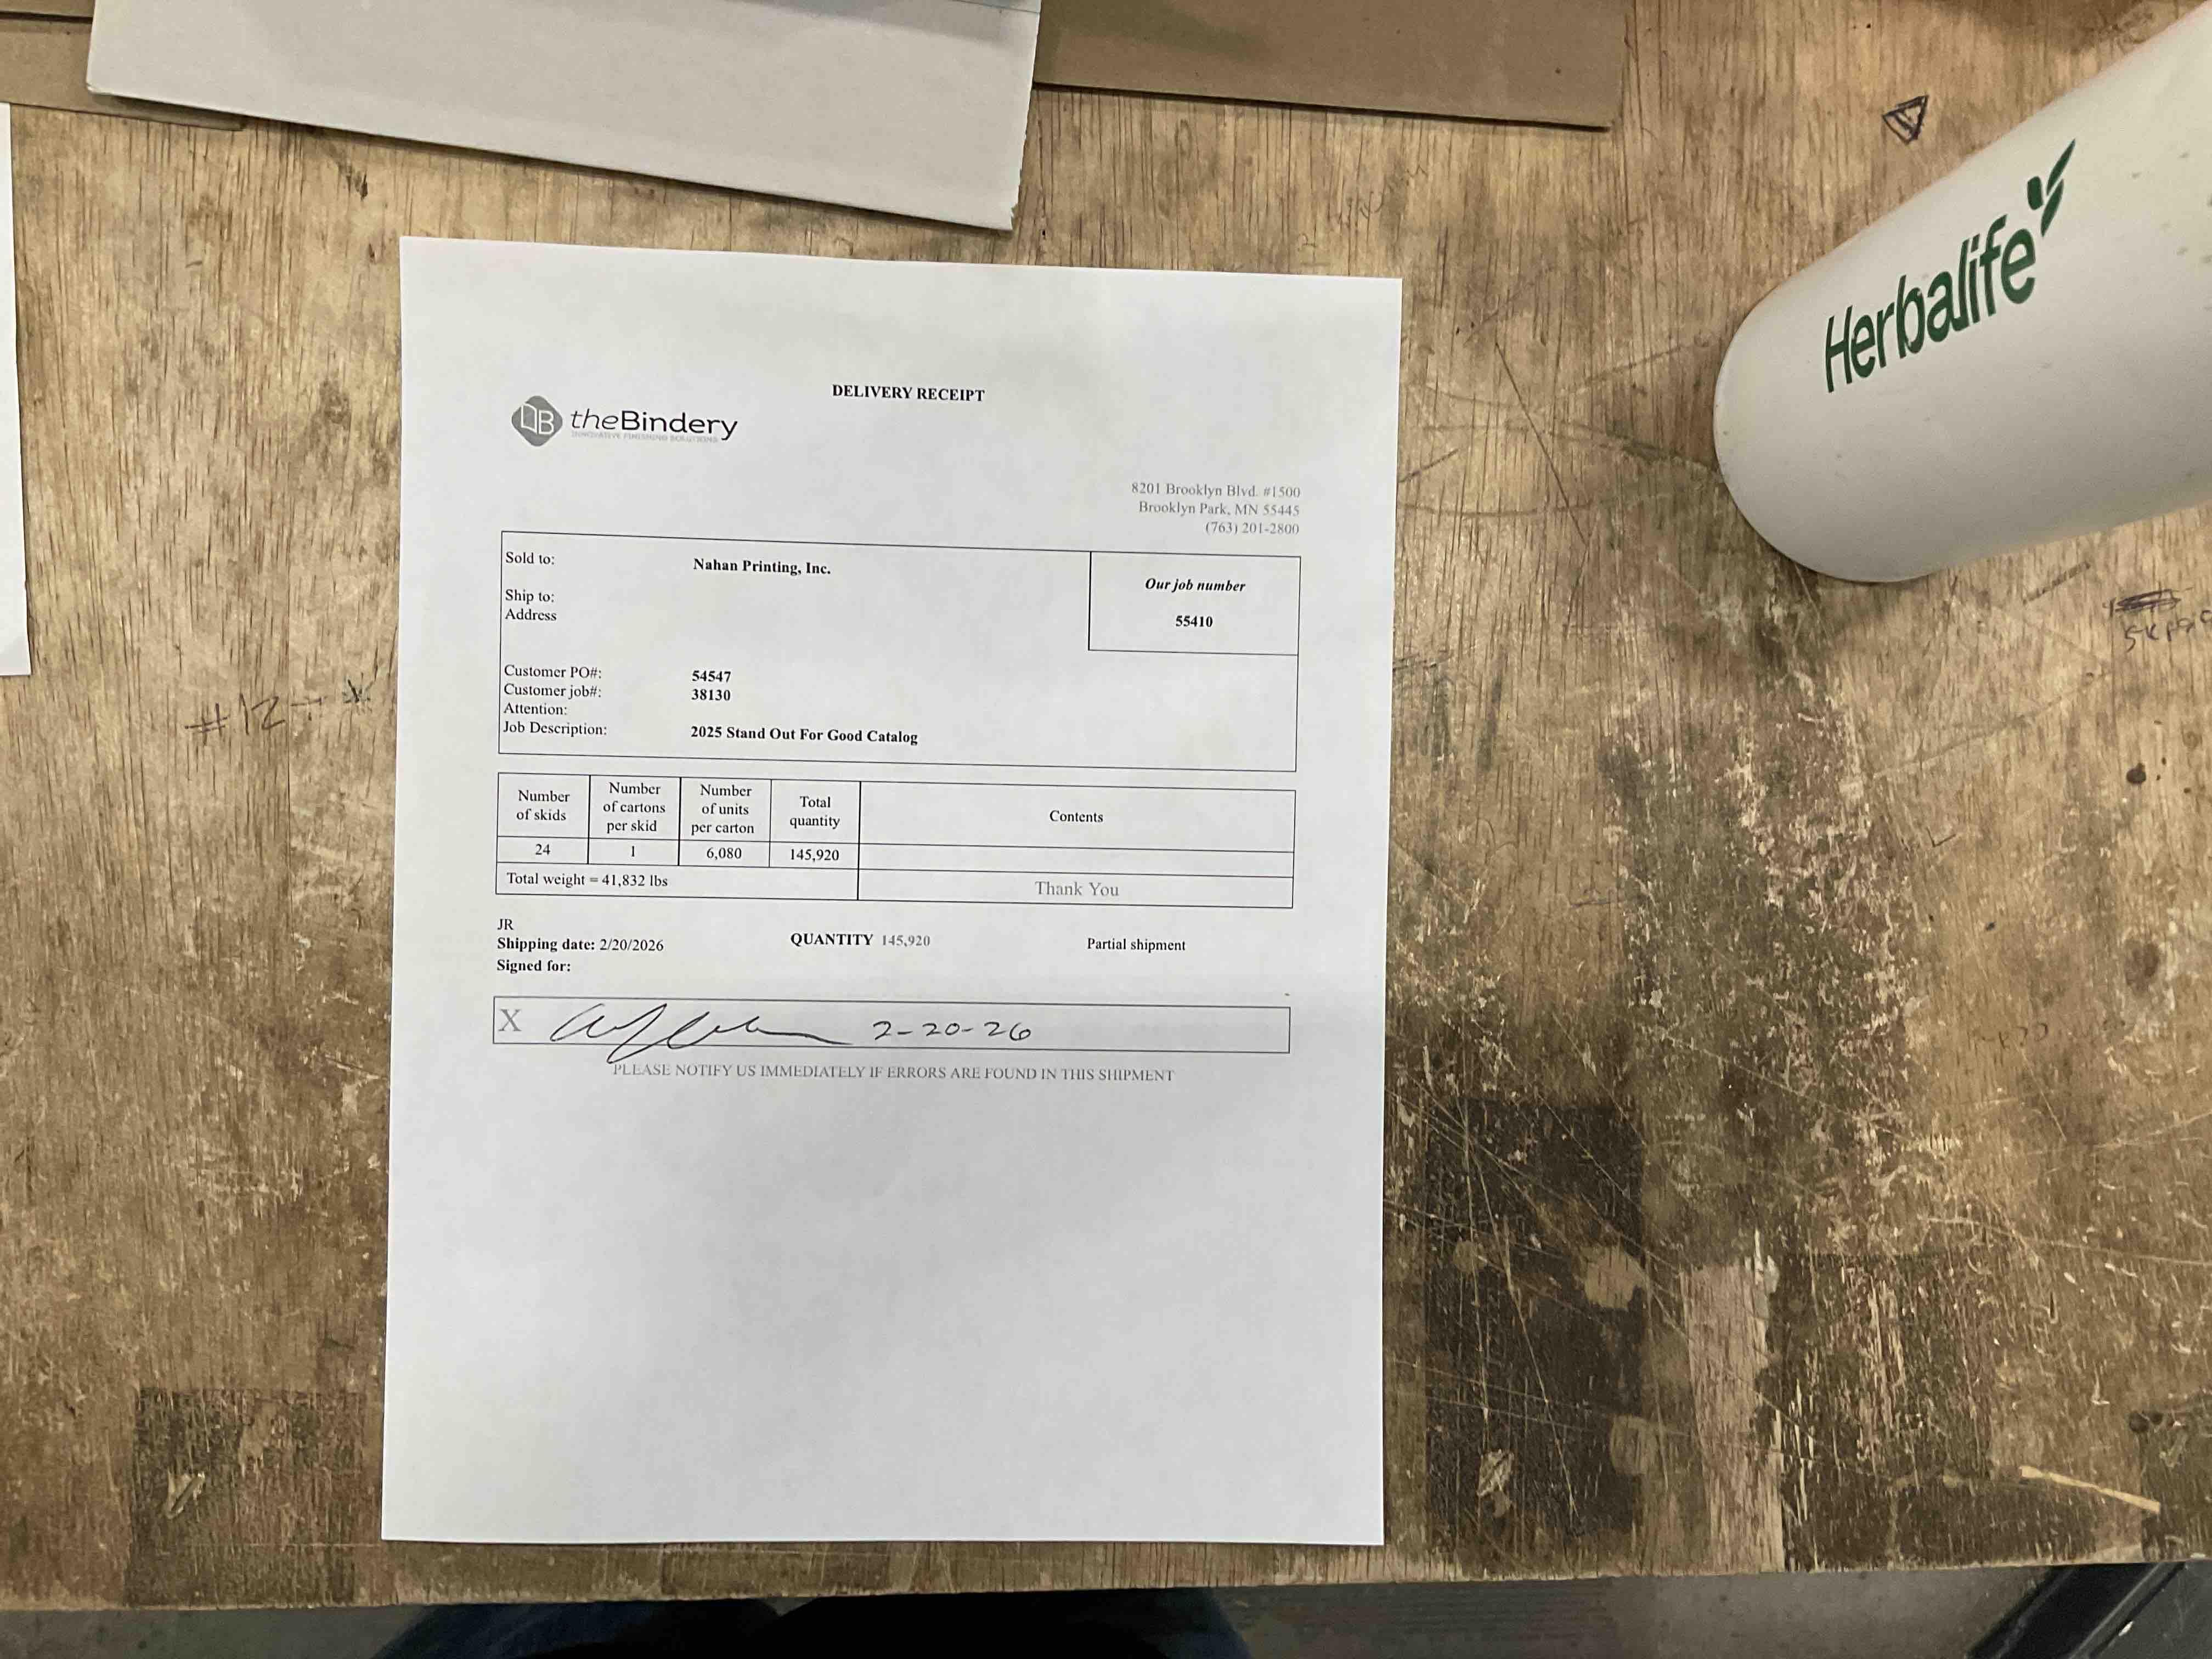 Herbalife
DELIVERY RECEIPT
DB theBindery
INNOVATIVE FINISHING SOLUTIONS
8201 Brooklyn Blvd. #1500
Brooklyn Park, MN 55445
(763) 201-2800
Sold to: Nahan Printing, Inc.
Our job number
55410
Ship to:
Address
Customer PO#: 54547
Customer job#: 38130
Attention:
Job Description: 2025 Stand Out For Good Catalog
Number of skids
Number of cartons per skid
Number of units per carton
Total quantity
Contents
24 1 6,080 145,920
Total weight = 41,832 lbs
Thank You
JR
Shipping date: 2/20/2026
QUANTITY 145,920
Partial shipment
Signed for:
X 2-20-26
PLEASE NOTIFY US IMMEDIATELY IF ERRORS ARE FOUND IN THIS SHIPMENT
#12